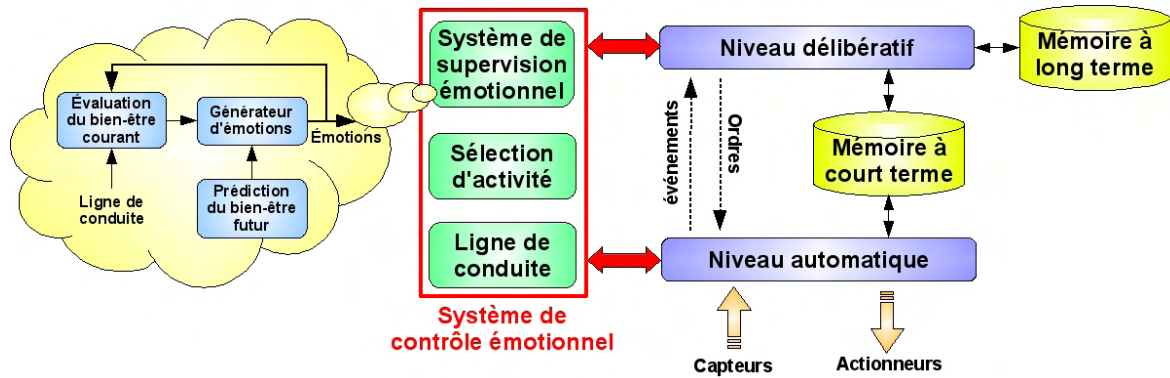 Évaluation
du bien-être
courant
Générateur
d'émotions
Émotions
Ligne de
conduite
Prédiction
du bien-être
futur
Système de
supervision
émotionnel
Sélection
d'activité
Ligne de
conduite
Système de
contrôle émotionnel
Niveau délibératif
Mémoire à
long terme
événements
Ordres
Mémoire à
court terme
Niveau automatique
Capteurs
Actionneurs